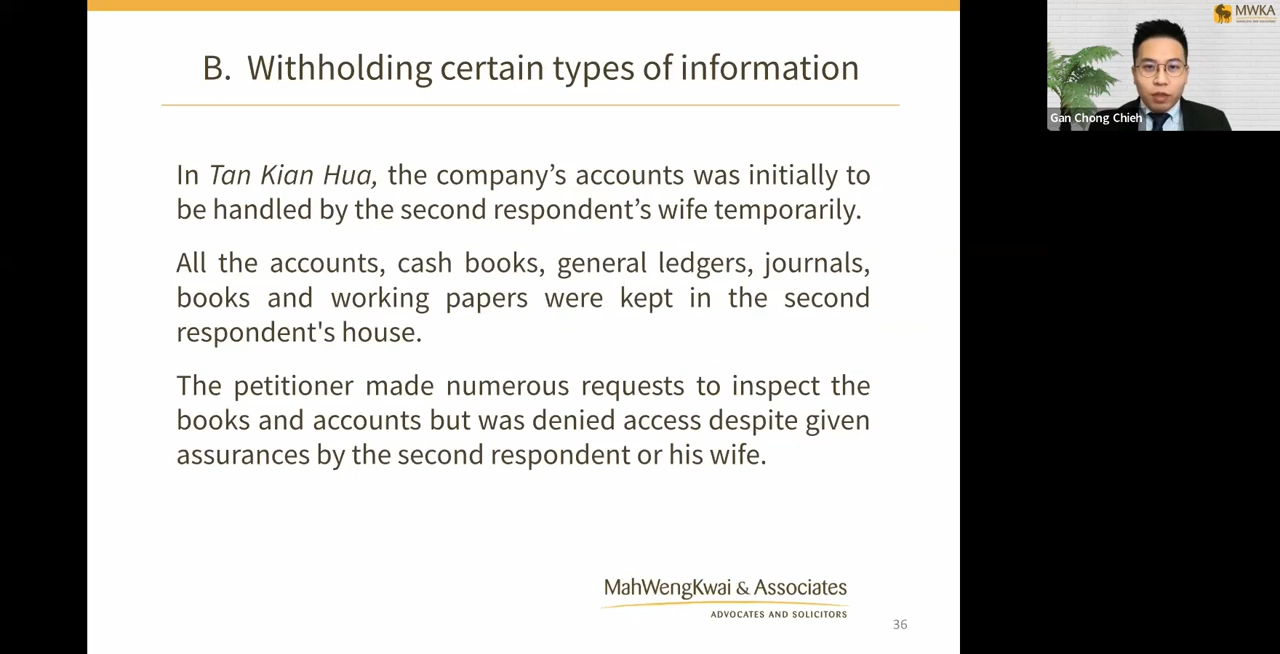 B. Withholding certain types of information
In Tan Kian Hua, the company’s accounts was initially to
be handled by the second respondent’s wife temporarily.
All the accounts, cash books, general ledgers, journals,
books and working papers were kept in the second
respondent's house.
The petitioner made numerous requests to inspect the
books and accounts but was denied access despite given
assurances by the second respondent or his wife.
MahWengKwai & Associates
ADVOCATES AND SOLICITORS
36
MWKA
Gan Chong Chieh